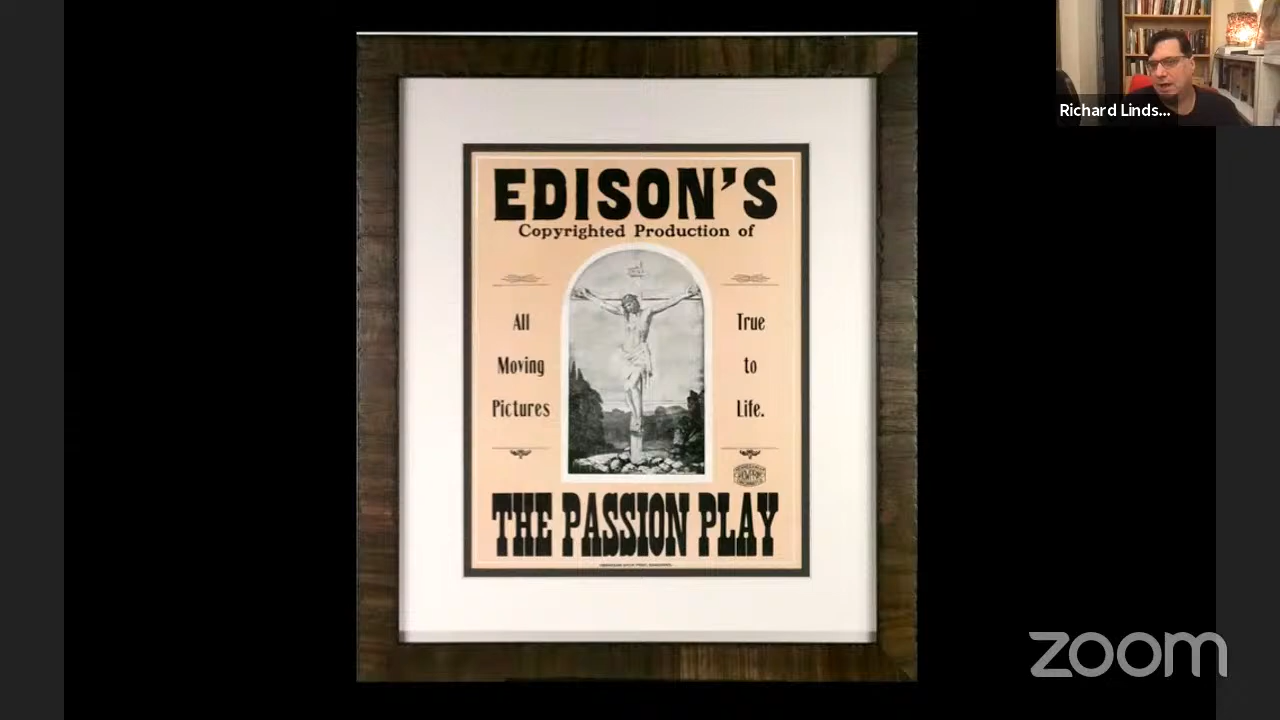 EDISON'S
Copyrighted Production of
All
Moving
Pictures
True
to
Life.
THE PASSION PLAY
Richard Linds...
zoom